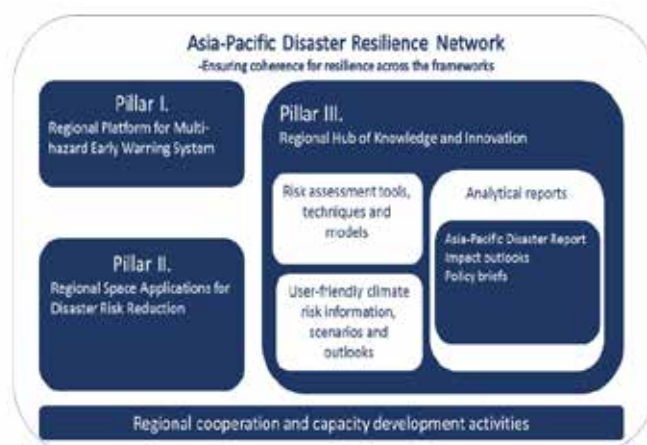 Asia-Pacific Disaster Resilience Network
-Ensuring coherence for resilience across the frameworks
Pillar I.
Regional Platform for Multi-
hazard Early Warning System
Pillar II.
Regional Space Applications for
Disaster Risk Reduction
Pillar III.
Regional Hub of Knowledge and Innovation
Risk assessment tools,
techniques and
models
User-friendly climate
risk information,
scenarios and
outlooks
Analytical reports
Asia-Pacific Disaster Report
Impact outlooks
Policy briefs
Regional cooperation and capacity development activities